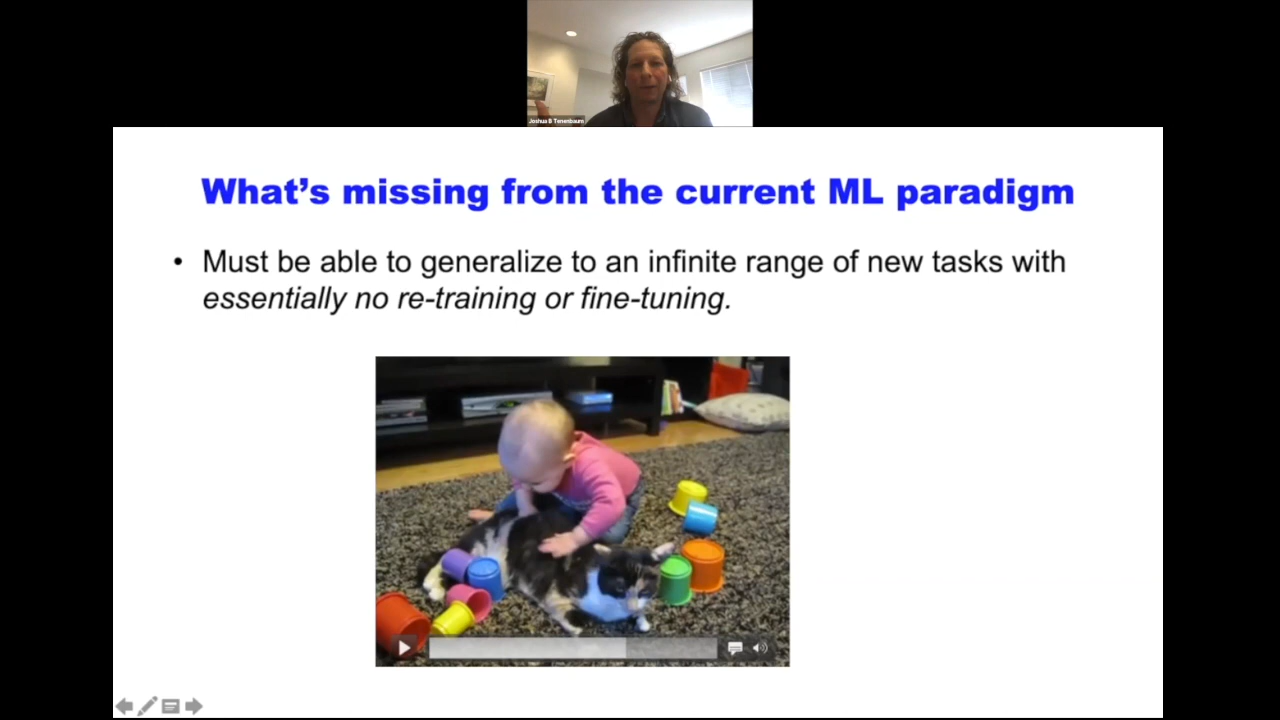 Joshua B Tenenbaum
What's missing from the current ML paradigm
• Must be able to generalize to an infinite range of new tasks with
essentially no re-training or fine-tuning.